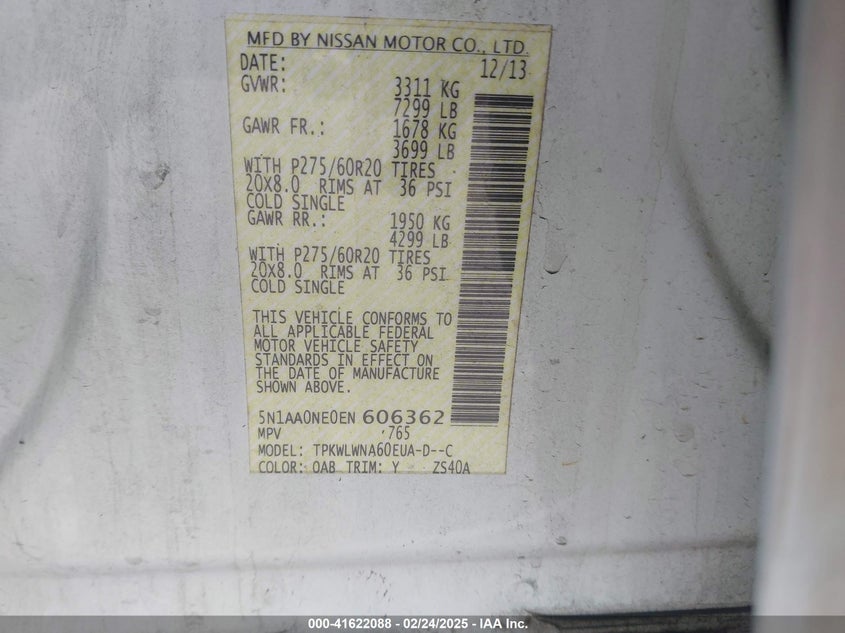 MFD BY NISSAN MOTOR CO., LTD.
DATE: 12/13
GVWR: 3311 KG
7299 LB
GAWR FR.: 1678 KG
3699 LB
WITH P275/60R20 TIRES
20X8.0 RIMS AT 36 PSI
COLD SINGLE
GAWR RR.: 1950 KG
4299 LB
WITH P275/60R20 TIRES
20X8.0 RIMS AT 36 PSI
COLD SINGLE
THIS VEHICLE CONFORMS TO
ALL APPLICABLE FEDERAL
MOTOR VEHICLE SAFETY
STANDARDS IN EFFECT ON
THE DATE OF MANUFACTURE
SHOWN ABOVE.
5N1AA0NE0EN 606362
MPV '765
MODEL: TPKWLWNA60EUA-D--C
COLOR: QAB TRIM: Y ZS40A
000-41622088 - 02/24/2025 - IAA Inc.